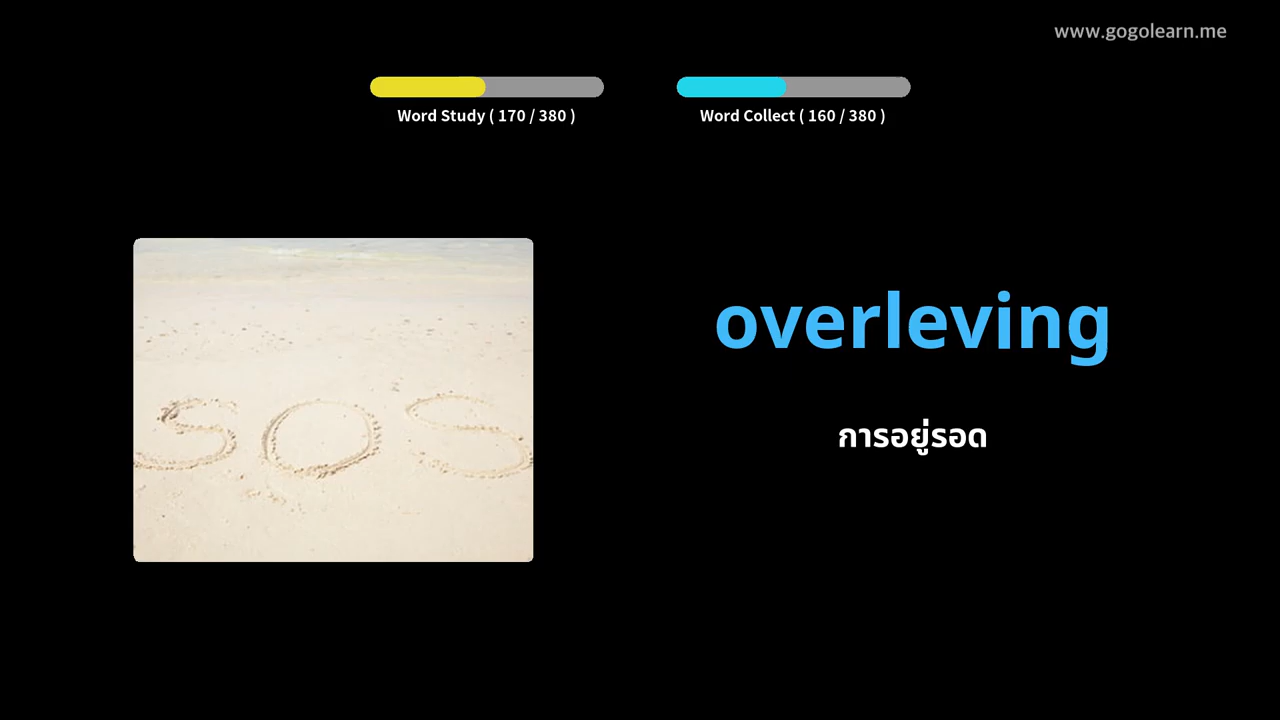 www.gogolearn.me
Word Study ( 170 / 380 )
Word Collect ( 160 / 380 )
SOS
overleving
การอยู่รอด